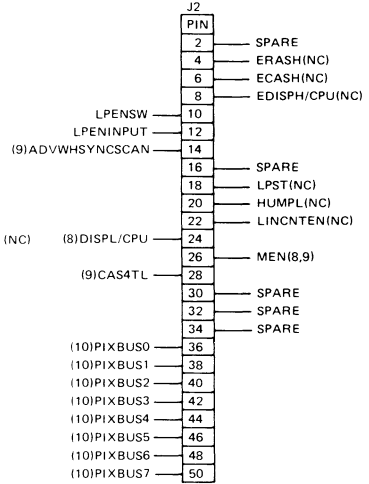 J2
PIN
2 SPARE
4 ERASH(NC)
6 ECASH(NC)
8 EDISPH/CPU(NC)
LPENSW 10
LPENINPUT 12
(9)ADVWHSYNCSCAN 14
16 SPARE
18 LPST(NC)
20 HUMPL(NC)
22 LINCNTEN(NC)
(NC) (8)DISPL/CPU 24
26 MEN(8,9)
(9)CAS4TL 28
30 SPARE
32 SPARE
34 SPARE
(10)PIXBUS0 36
(10)PIXBUS1 38
(10)PIXBUS2 40
(10)PIXBUS3 42
(10)PIXBUS4 44
(10)PIXBUS5 46
(10)PIXBUS6 48
(10)PIXBUS7 50